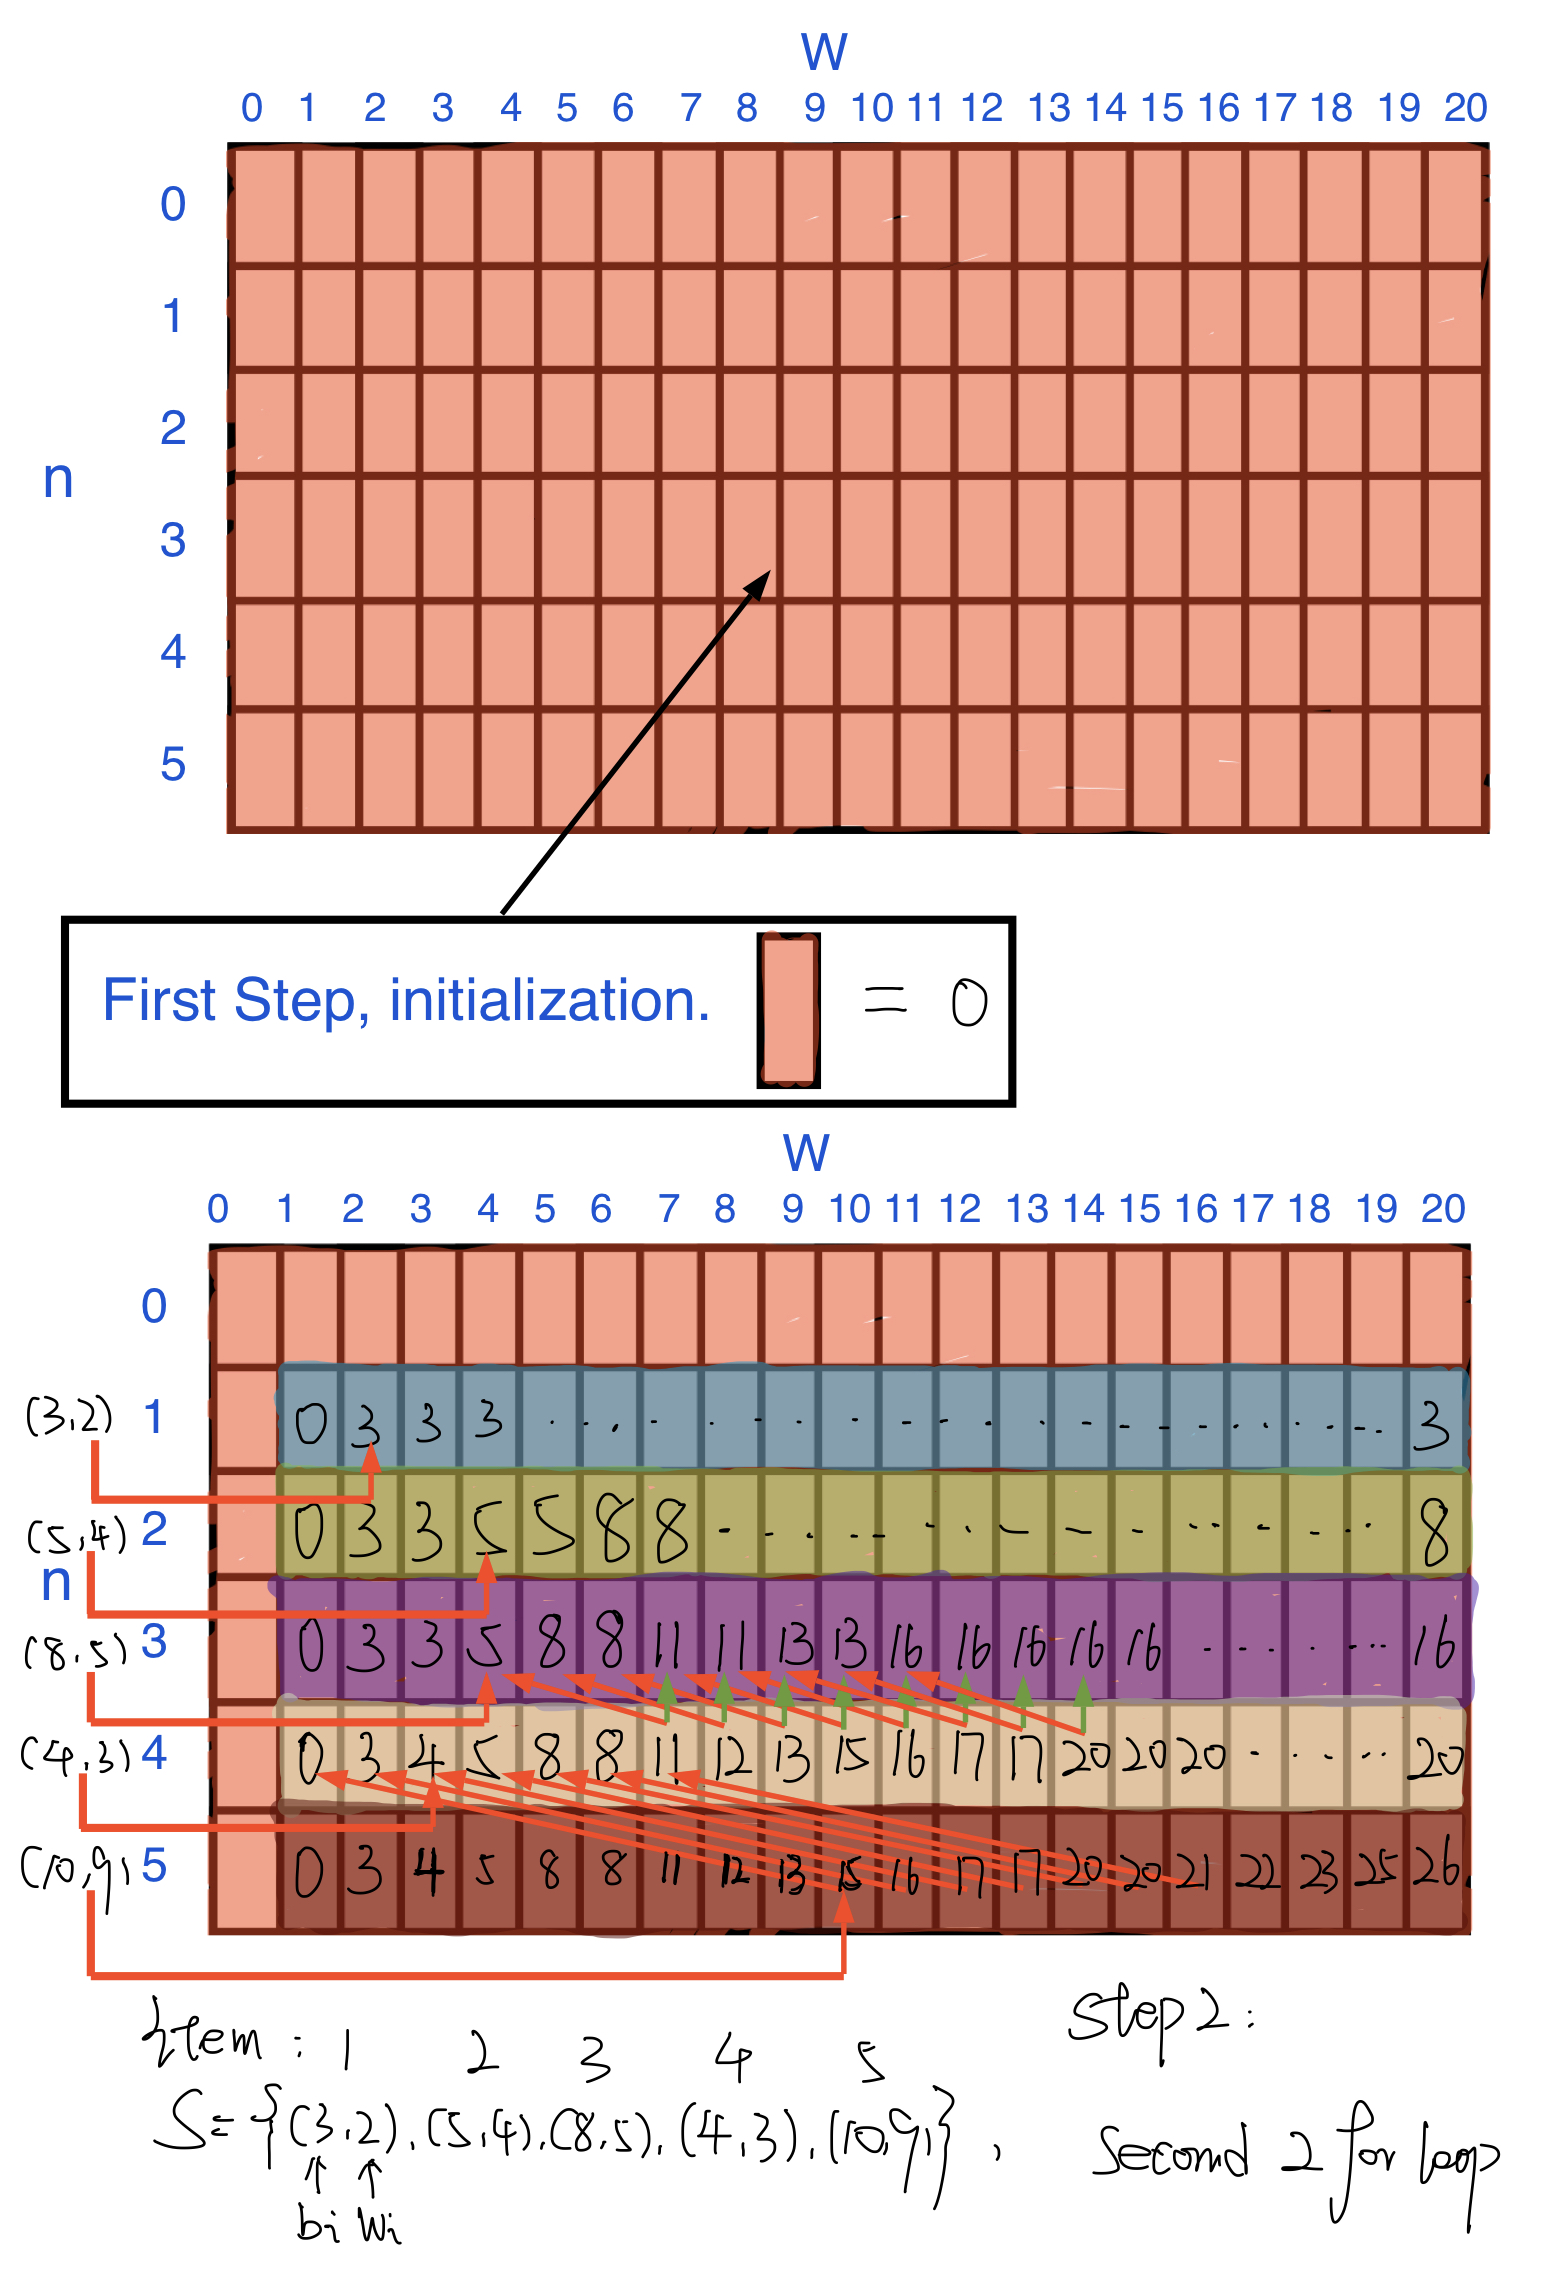 W
0 1 2 3 4 5 6 7 8 9 10 11 12 13 14 15 16 17 18 19 20
0
1
2
n
3
4
5
First Step, initialization. = 0
W
0 1 2 3 4 5 6 7 8 9 10 11 12 13 14 15 16 17 18 19 20
0
(3,2) 1 0 3 3 3 ................ 3
(5,4) 2 0 3 3 5 5 8 8 ................ 8
n
(8,5) 3 0 3 3 5 8 8 11 11 13 13 16 16 16 16 16 ........ 16
(4,3) 4 0 3 4 5 8 8 11 12 13 15 16 17 17 20 20 20 ...... 20
(10,9) 5 0 3 4 5 8 8 11 12 13 15 16 17 17 20 20 21 22 23 25 26
Item : 1 2 3 4 5
S={(3,2),(5,4),(8,5),(4,3),(10,9)},
bi Wi
Step2:
Second 2 for loop